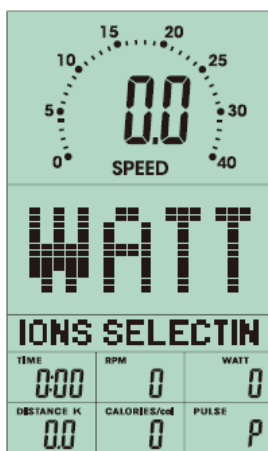 15 20
10 25
0.0
5 30
0 40
SPEED
WATT
IONS SELECTIN
TIME RPM WATT
0:00 0 0
DISTANCE K CALORIES/cal PULSE
0.0 0 P